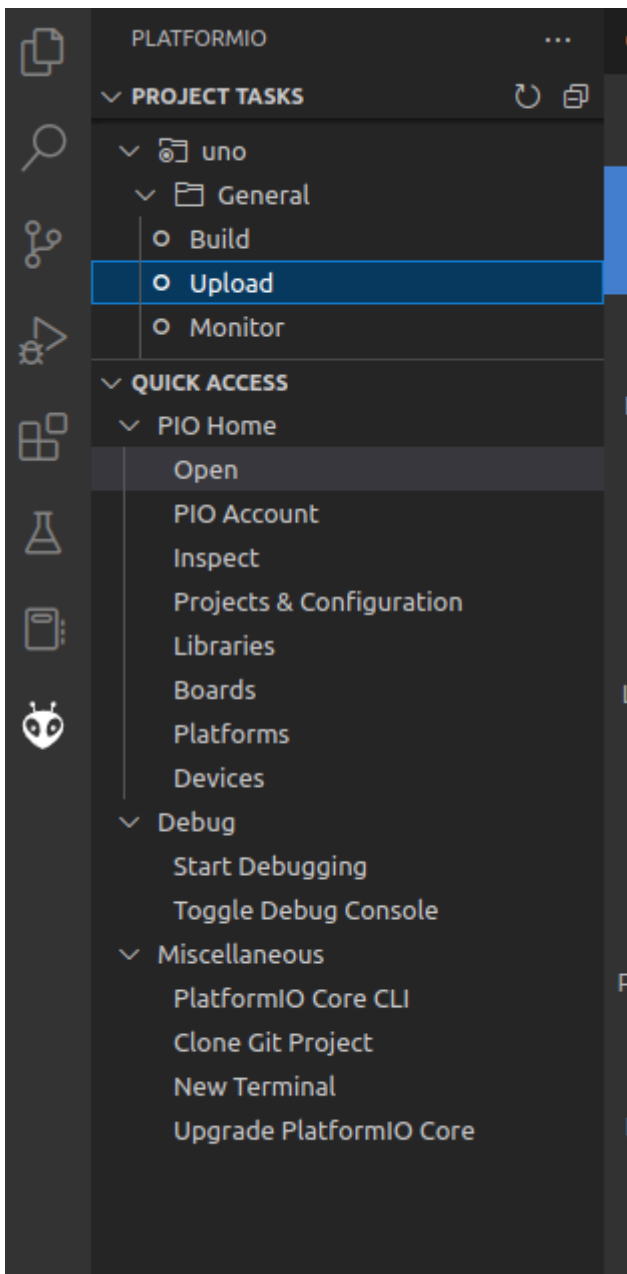 PLATFORMIO
PROJECT TASKS
uno
General
Build
Upload
Monitor
QUICK ACCESS
PIO Home
Open
PIO Account
Inspect
Projects & Configuration
Libraries
Boards
Platforms
Devices
Debug
Start Debugging
Toggle Debug Console
Miscellaneous
PlatformIO Core CLI
Clone Git Project
New Terminal
Upgrade PlatformIO Core